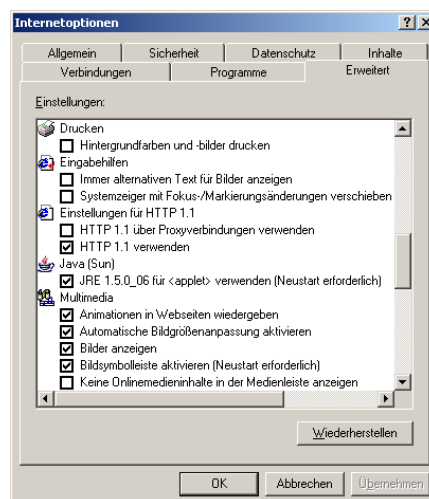 Internetoptionen
Allgemein Sicherheit Datenschutz Inhalte
Verbindungen Programme Erweitert
Einstellungen:
Drucken
Hintergrundfarben und -bilder drucken
Eingabehilfen
Immer alternativen Text für Bilder anzeigen
Systemzeiger mit Fokus-/Markierungsänderungen verschieben
Einstellungen für HTTP 1.1
HTTP 1.1 über Proxyverbindungen verwenden
HTTP 1.1 verwenden
Java (Sun)
JRE 1.5.0_06 für <applet> verwenden (Neustart erforderlich)
Multimedia
Animationen in Webseiten wiedergeben
Automatische Bildgrößenanpassung aktivieren
Bilder anzeigen
Bildsymbolleiste aktivieren (Neustart erforderlich)
Keine Onlinemedieninhalte in der Medienleiste anzeigen
Wiederherstellen
OK Abbrechen Übernehmen